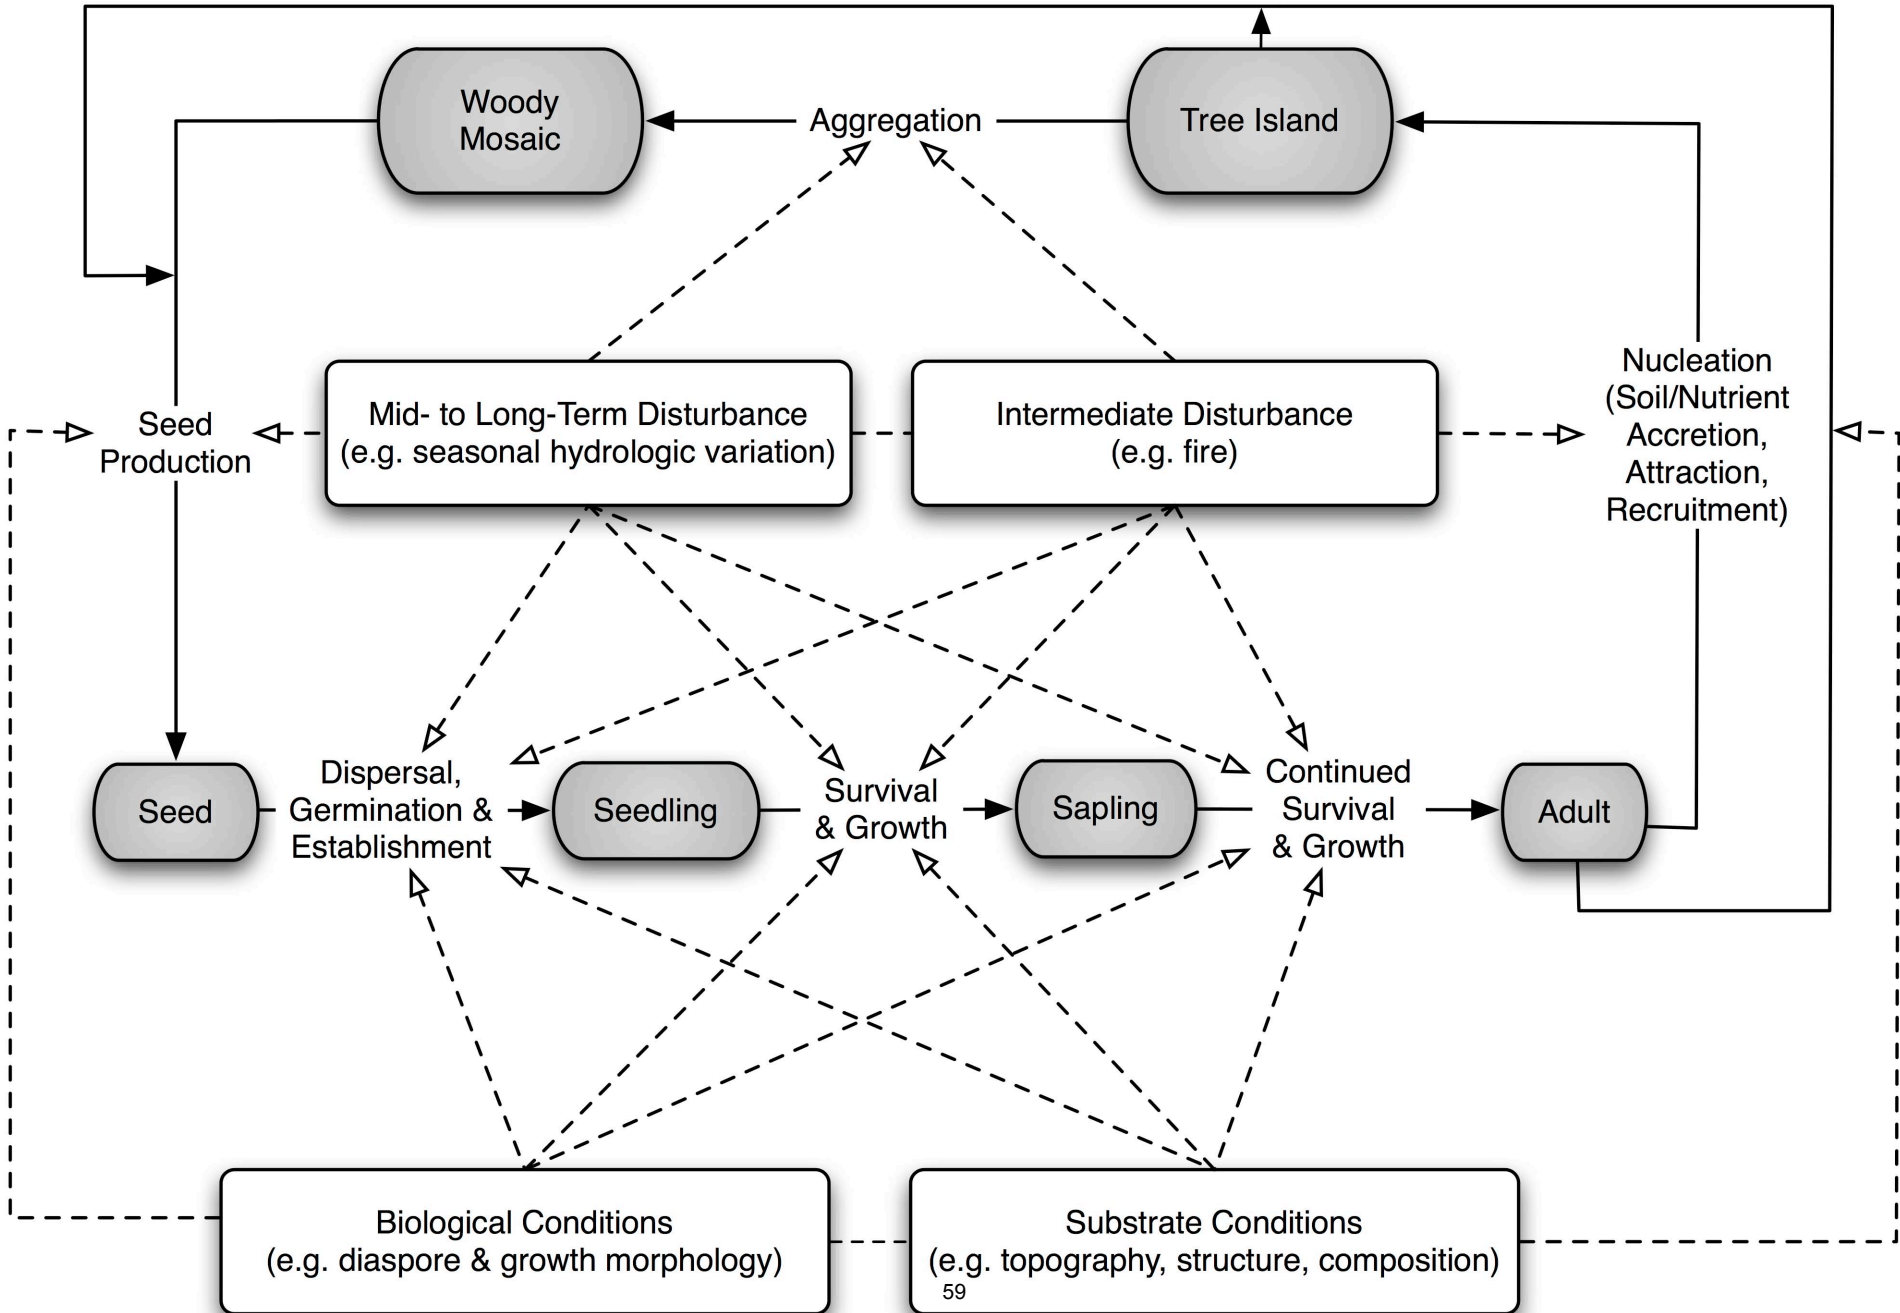 Woody
Mosaic
Aggregation
Tree Island
Seed
Production
Mid- to Long-Term Disturbance
(e.g. seasonal hydrologic variation)
Intermediate Disturbance
(e.g. fire)
Nucleation
(Soil/Nutrient
Accretion,
Attraction,
Recruitment)
Seed
Dispersal,
Germination &
Establishment
Seedling
Survival
& Growth
Sapling
Continued
Survival
& Growth
Adult
Biological Conditions
(e.g. diaspore & growth morphology)
Substrate Conditions
(e.g. topography, structure, composition)
59